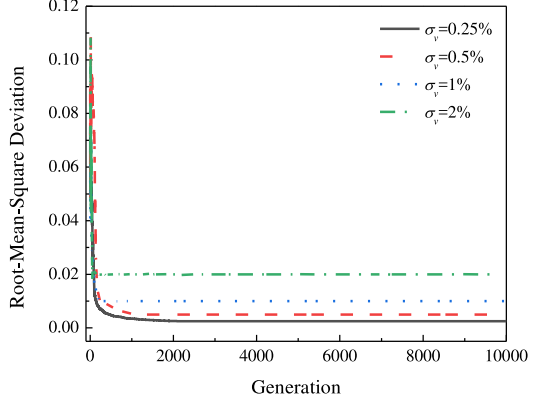 0.12
0.10
0.08
0.06
0.04
0.02
0.00
Root-Mean-Square Deviation
σv=0.25%
σv=0.5%
σv=1%
σv=2%
0 2000 4000 6000 8000 10000
Generation